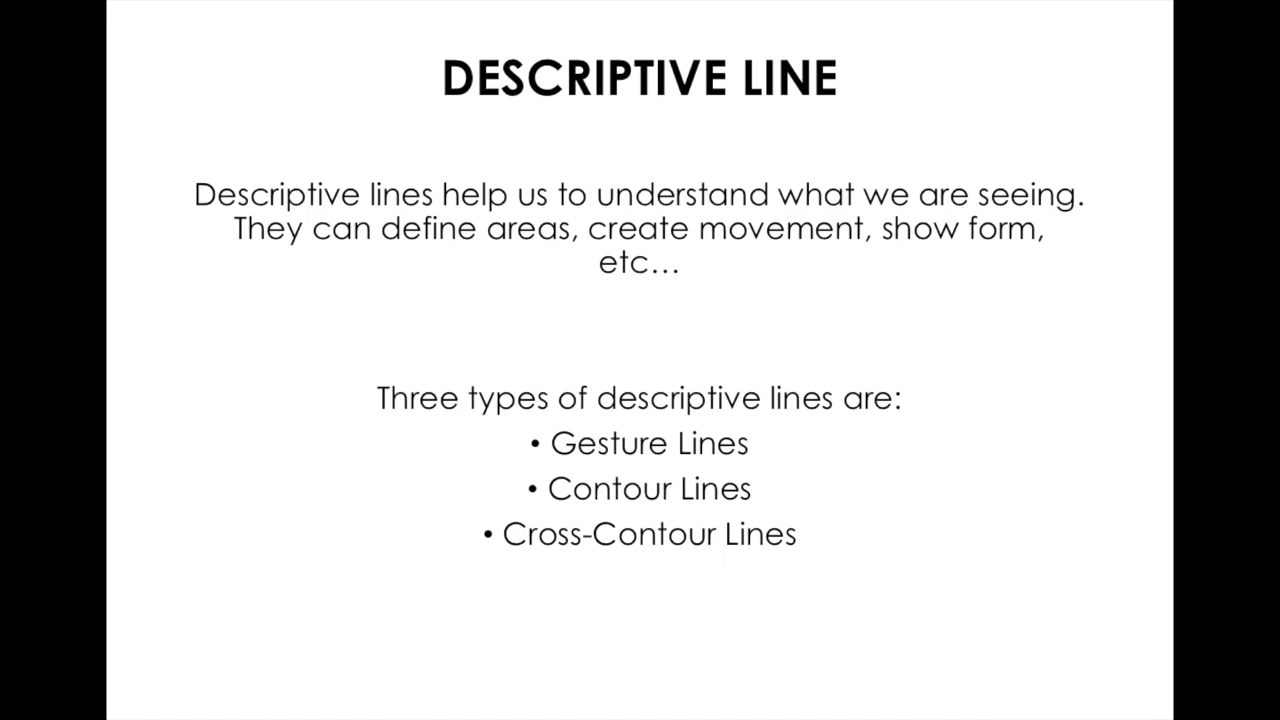 DESCRIPTIVE LINE
Descriptive lines help us to understand what we are seeing.
They can define areas, create movement, show form,
etc…
Three types of descriptive lines are:
• Gesture Lines
• Contour Lines
• Cross-Contour Lines